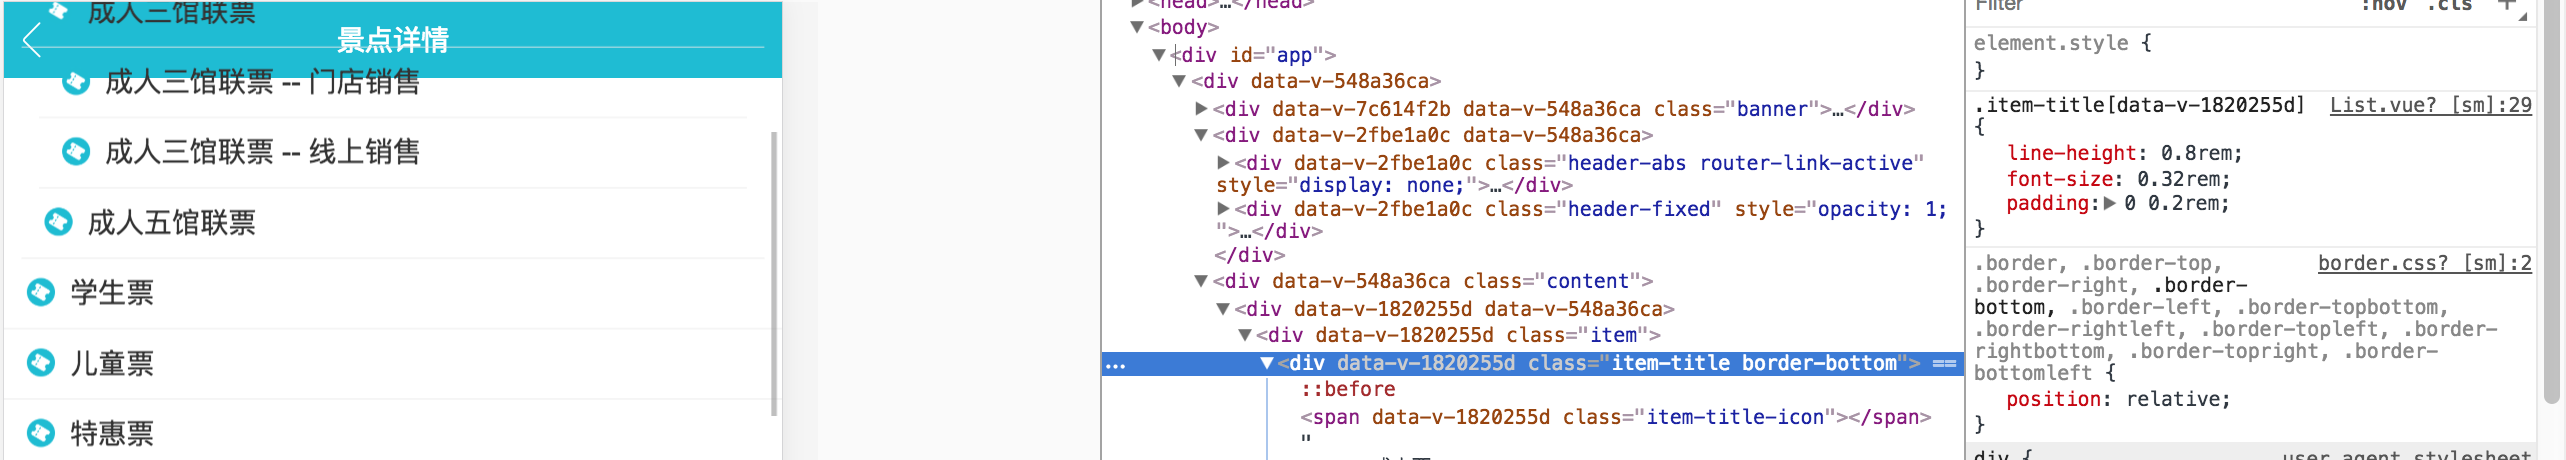 成人三馆联票
景点详情
成人三馆联票 -- 门店销售
成人三馆联票 -- 线上销售
成人五馆联票
学生票
儿童票
特惠票
▶<head>…</head>
▼<body>
▼<div id="app">
▼<div data-v-548a36ca>
▶<div data-v-7c614f2b data-v-548a36ca class="banner">…</div>
▼<div data-v-2fbe1a0c data-v-548a36ca>
▶<div data-v-2fbe1a0c class="header-abs router-link-active"
style="display: none;">…</div>
▶<div data-v-2fbe1a0c class="header-fixed" style="opacity: 1;
">…</div>
</div>
▼<div data-v-548a36ca class="content">
▼<div data-v-1820255d data-v-548a36ca>
▼<div data-v-1820255d class="item">
… ▼<div data-v-1820255d class="item-title border-bottom"> ==
::before
<span data-v-1820255d class="item-title-icon"></span>
"
Filter :hov .cls +
element.style {
}
.item-title[data-v-1820255d] List.vue? [sm]:29
{
line-height: 0.8rem;
font-size: 0.32rem;
padding:▶ 0 0.2rem;
}
.border, .border-top, border.css? [sm]:2
.border-right, .border-
bottom, .border-left, .border-topbottom,
.border-rightleft, .border-topleft, .border-
rightbottom, .border-topright, .border-
bottomleft {
position: relative;
}
div { user agent stylesheet